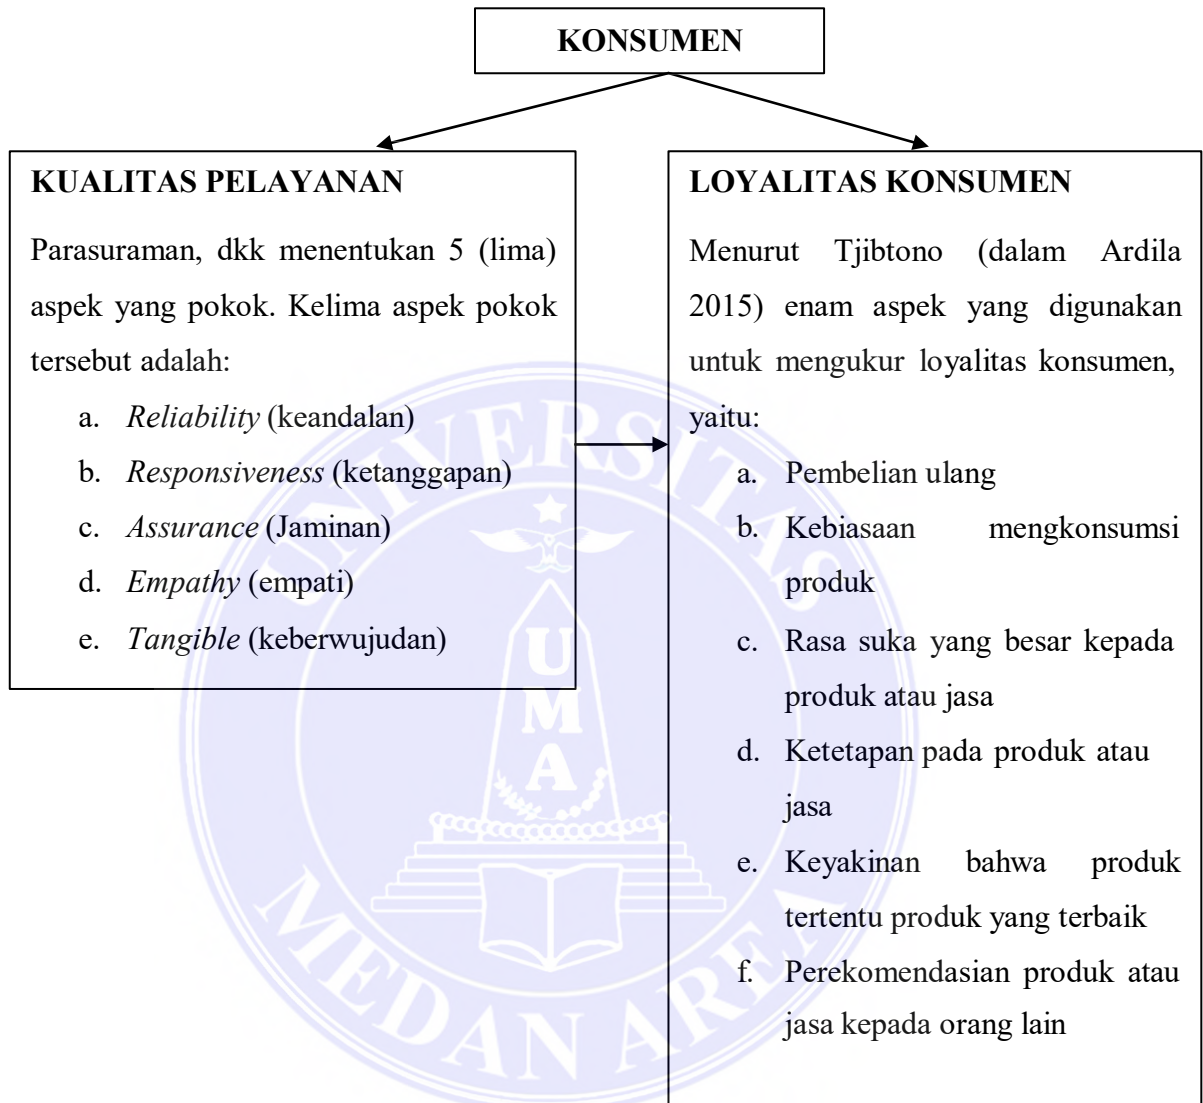 KONSUMEN
KUALITAS PELAYANAN
Parasuraman, dkk menentukan 5 (lima)
aspek yang pokok. Kelima aspek pokok
tersebut adalah:
a. Reliability (keandalan)
b. Responsiveness (ketanggapan)
c. Assurance (Jaminan)
d. Empathy (empati)
e. Tangible (keberwujudan)
LOYALITAS KONSUMEN
Menurut Tjibtono (dalam Ardila
2015) enam aspek yang digunakan
untuk mengukur loyalitas konsumen,
yaitu:
a. Pembelian ulang
b. Kebiasaan mengkonsumsi
produk
c. Rasa suka yang besar kepada
produk atau jasa
d. Ketetapan pada produk atau
jasa
e. Keyakinan bahwa produk
tertentu produk yang terbaik
f. Perekomendasian produk atau
jasa kepada orang lain
UNIVERSITAS
UMA
MEDAN AREA